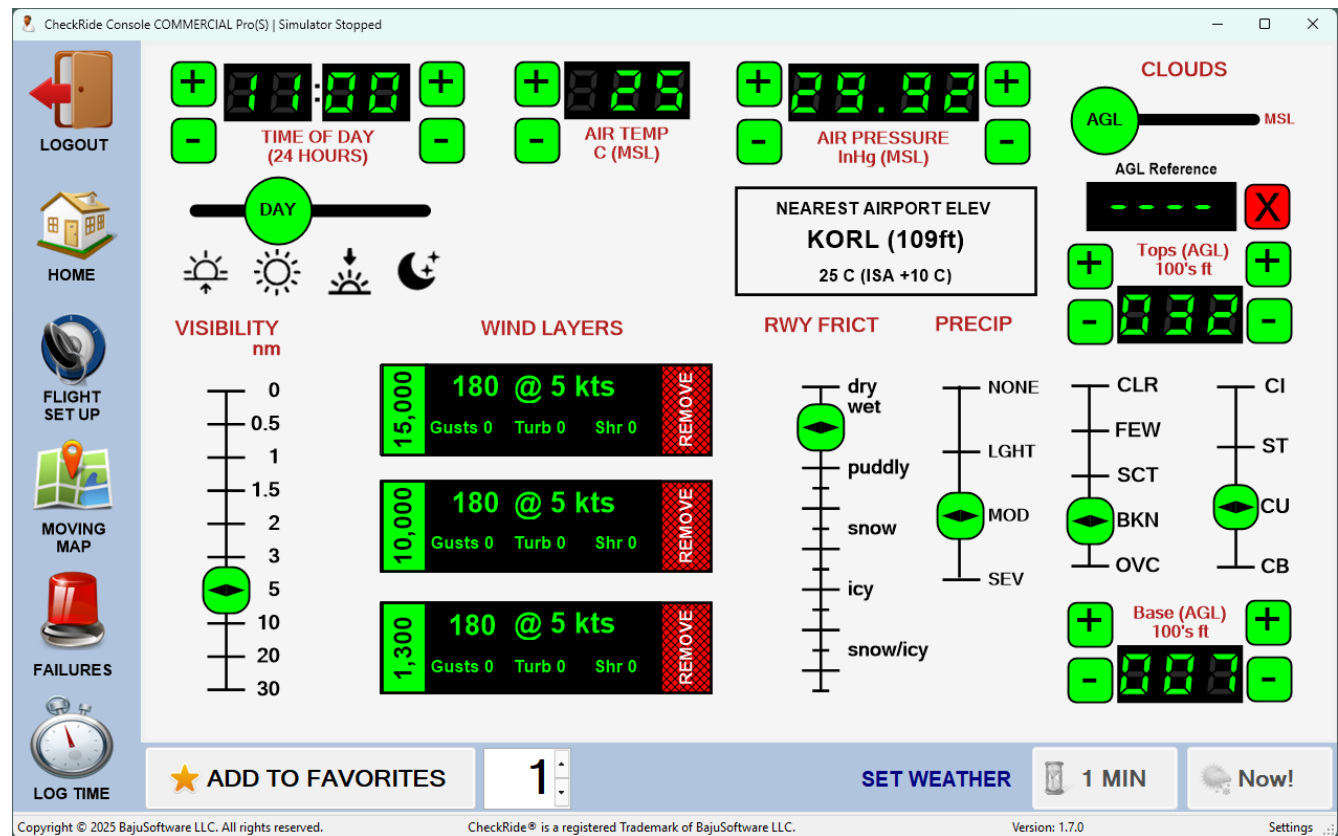 CheckRide Console COMMERCIAL Pro(S) | Simulator Stopped
LOGOUT
HOME
FLIGHT
SET UP
MOVING
MAP
FAILURES
LOG TIME
+ 11:00 +
- -
TIME OF DAY
(24 HOURS)
+ 25
-
AIR TEMP
C (MSL)
+ 29.92 +
- -
AIR PRESSURE
InHg (MSL)
CLOUDS
AGL
MSL
AGL Reference
---- X
DAY
NEAREST AIRPORT ELEV
KORL (109ft)
25 C (ISA +10 C)
+ Tops (AGL) +
100's ft
- 032 -
VISIBILITY
nm
0
0.5
1
1.5
2
3
5
10
20
30
WIND LAYERS
15,000
180 @ 5 kts
Gusts 0 Turb 0 Shr 0
REMOVE
10,000
180 @ 5 kts
Gusts 0 Turb 0 Shr 0
REMOVE
1,300
180 @ 5 kts
Gusts 0 Turb 0 Shr 0
REMOVE
RWY FRICT
dry
wet
puddly
snow
icy
snow/icy
PRECIP
NONE
LGHT
MOD
SEV
CLR
FEW
SCT
BKN
OVC
CI
ST
CU
CB
+ Base (AGL) +
100's ft
- 007 -
ADD TO FAVORITES
1
SET WEATHER
1 MIN
Now!
Copyright © 2025 BajuSoftware LLC. All rights reserved.
CheckRide® is a registered Trademark of BajuSoftware LLC.
Version: 1.7.0
Settings